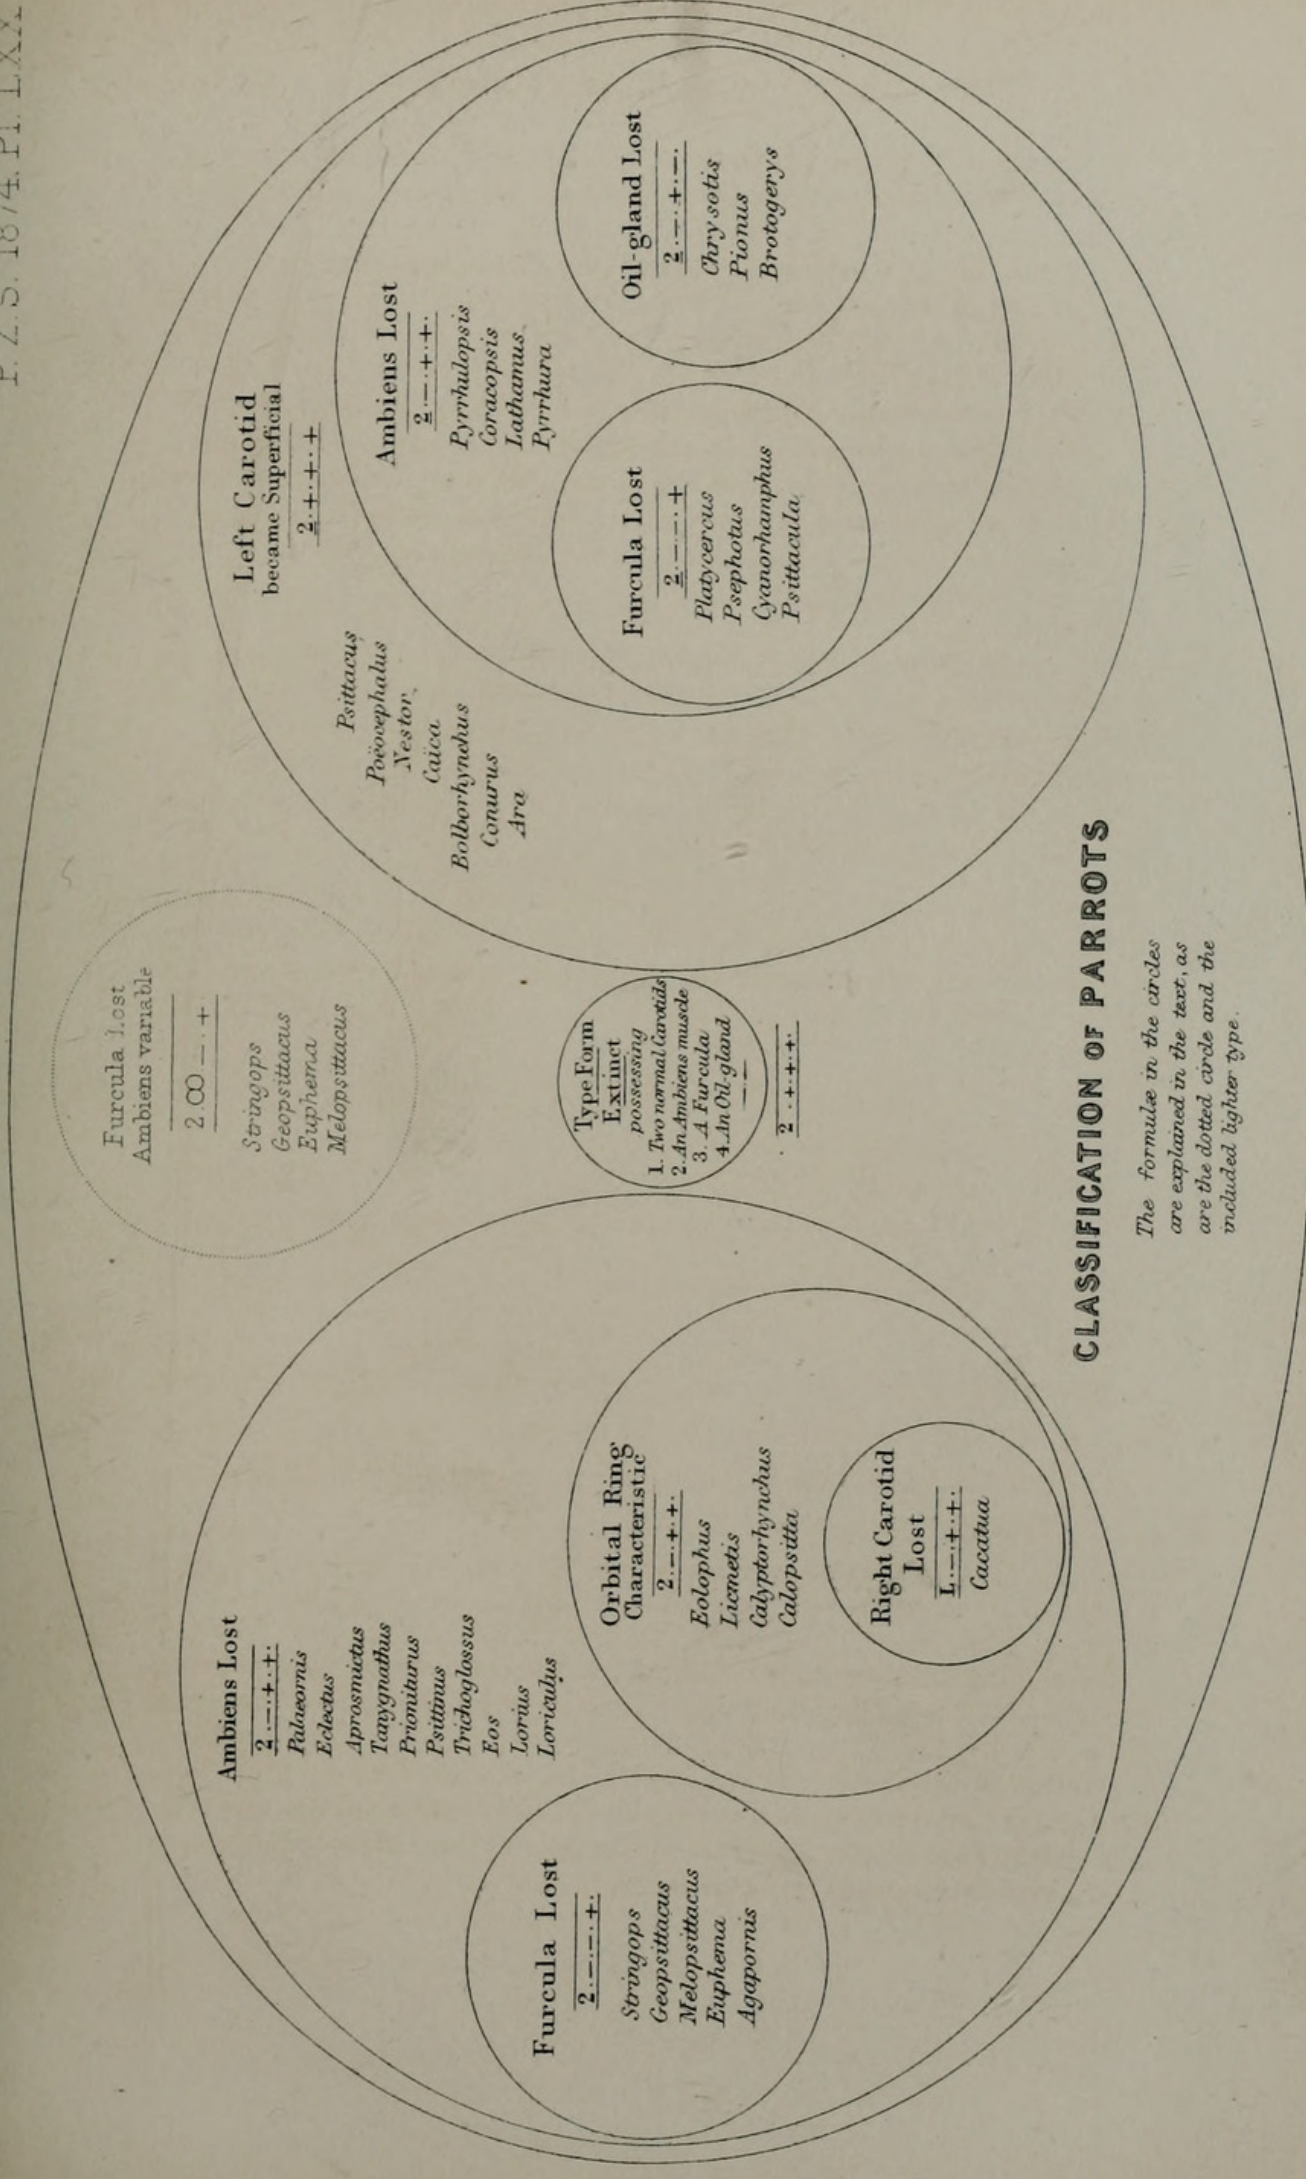 P. Z. S. 1874. Pl. LXX
Furcula Lost
Ambiens variable
2.∞.—.+
Stringops
Geopsittacus
Euphema
Melopsittacus
Ambiens Lost
2.—.+.+.
Palaeornis
Eclectus
Aprosmictus
Tanygnathus
Prioniturus
Psittinus
Trichoglossus
Eos
Lorius
Loriculus
Furcula Lost
2.—.—.+.
Stringops
Geopsittacus
Melopsittacus
Euphema
Agapornis
Orbital Ring
Characteristic
2.—.+.+.
Eolophus
Licmetis
Calyptorhynchus
Calopsitta
Right Carotid
Lost
L.—.+.+.
Cacatua
Type Form
Extinct
possessing
1. Two normal Carotids
2. An Ambiens muscle
3. A Furcula
4. An Oil-gland
2.+.+.+.
Left Carotid
became Superficial
2.+.+.+
Psittacus
Poëocephalus
Nestor
Caïca
Bolborhynchus
Conurus
Ara
Ambiens Lost
2.—.+.+.
Pyrrhulopsis
Coracopsis
Lathamus
Pyrrhura
Furcula Lost
2.—.—.+
Platycercus
Psephotus
Cyanorhamphus
Psittacula
Oil-gland Lost
2.—.+.—.
Chrysotis
Pionus
Brotogerys
CLASSIFICATION OF PARROTS
The formulæ in the circles
are explained in the text, as
are the dotted circle and the
included lighter type.